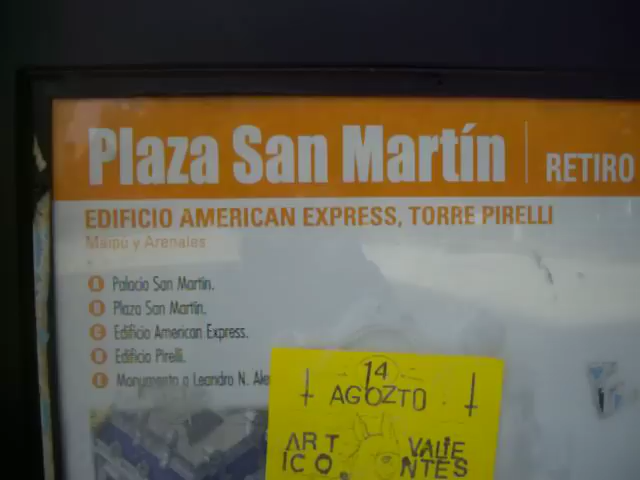 Plaza San Martín | RETIRO
EDIFICIO AMERICAN EXPRESS, TORRE PIRELLI
Maipú y Arenales
A Palacio San Martín.
B Plaza San Martín.
C Edificio American Express.
D Edificio Pirelli.
E Monumento a Leandro N. Ale
14
AGOZTO
ART
ICO.
VALIE
NTES